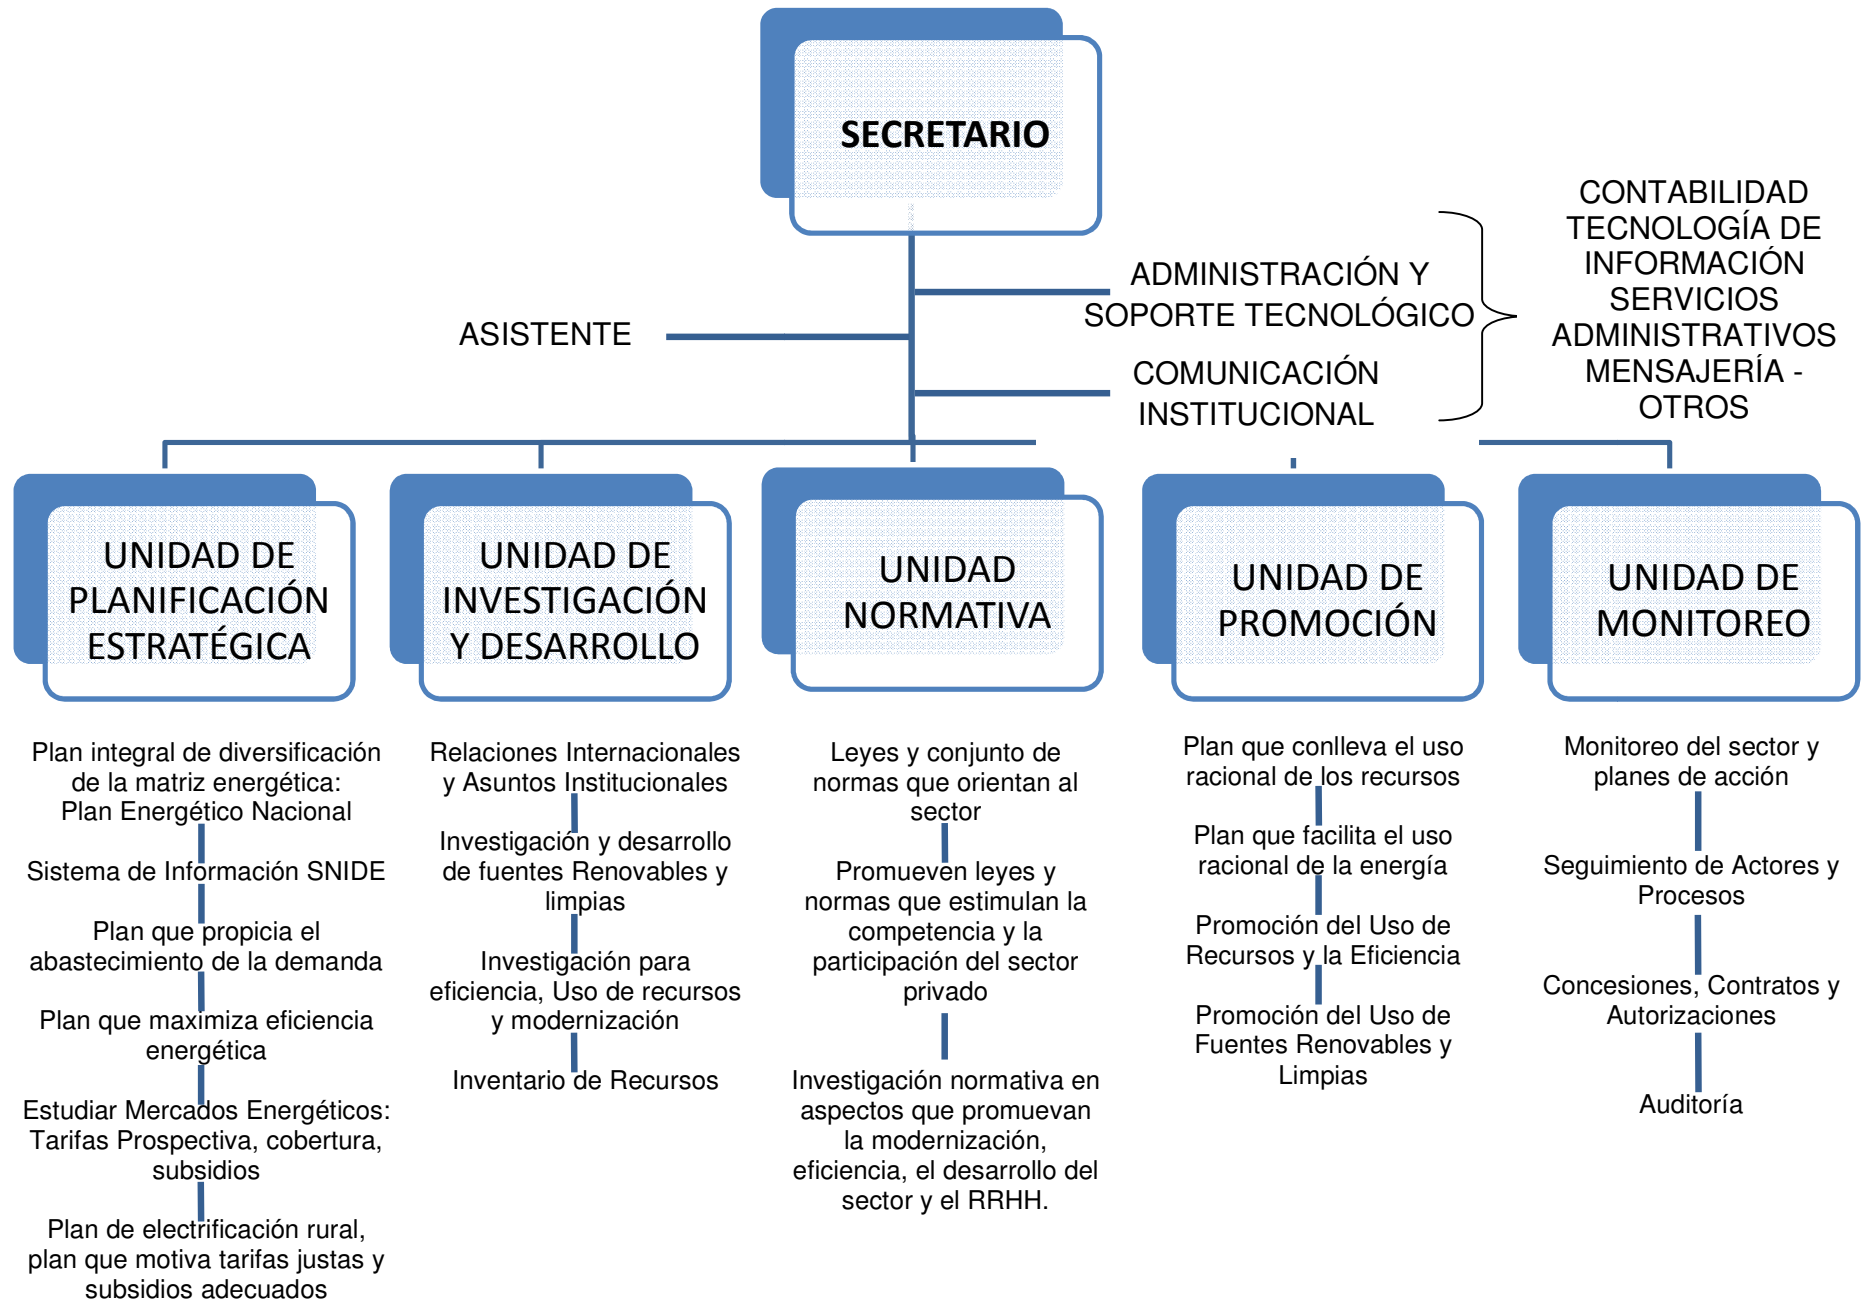 SECRETARIO
CONTABILIDAD
TECNOLOGÍA DE
INFORMACIÓN
SERVICIOS
ADMINISTRATIVOS
MENSAJERÍA -
OTROS
ADMINISTRACIÓN Y
SOPORTE TECNOLÓGICO
ASISTENTE
COMUNICACIÓN
INSTITUCIONAL
UNIDAD DE
PLANIFICACIÓN
ESTRATÉGICA
UNIDAD DE
INVESTIGACIÓN
Y DESARROLLO
UNIDAD
NORMATIVA
UNIDAD DE
PROMOCIÓN
UNIDAD DE
MONITOREO
Plan integral de diversificación
de la matriz energética:
Plan Energético Nacional
Sistema de Información SNIDE
Plan que propicia el
abastecimiento de la demanda
Plan que maximiza eficiencia
energética
Estudiar Mercados Energéticos:
Tarifas Prospectiva, cobertura,
subsidios
Plan de electrificación rural,
plan que motiva tarifas justas y
subsidios adecuados
Relaciones Internacionales
y Asuntos Institucionales
Investigación y desarrollo
de fuentes Renovables y
limpias
Investigación para
eficiencia, Uso de recursos
y modernización
Inventario de Recursos
Leyes y conjunto de
normas que orientan al
sector
Promueven leyes y
normas que estimulan la
competencia y la
participación del sector
privado
Investigación normativa en
aspectos que promuevan
la modernización,
eficiencia, el desarrollo del
sector y el RRHH.
Plan que conlleva el uso
racional de los recursos
Plan que facilita el uso
racional de la energía
Promoción del Uso de
Recursos y la Eficiencia
Promoción del Uso de
Fuentes Renovables y
Limpias
Monitoreo del sector y
planes de acción
Seguimiento de Actores y
Procesos
Concesiones, Contratos y
Autorizaciones
Auditoría